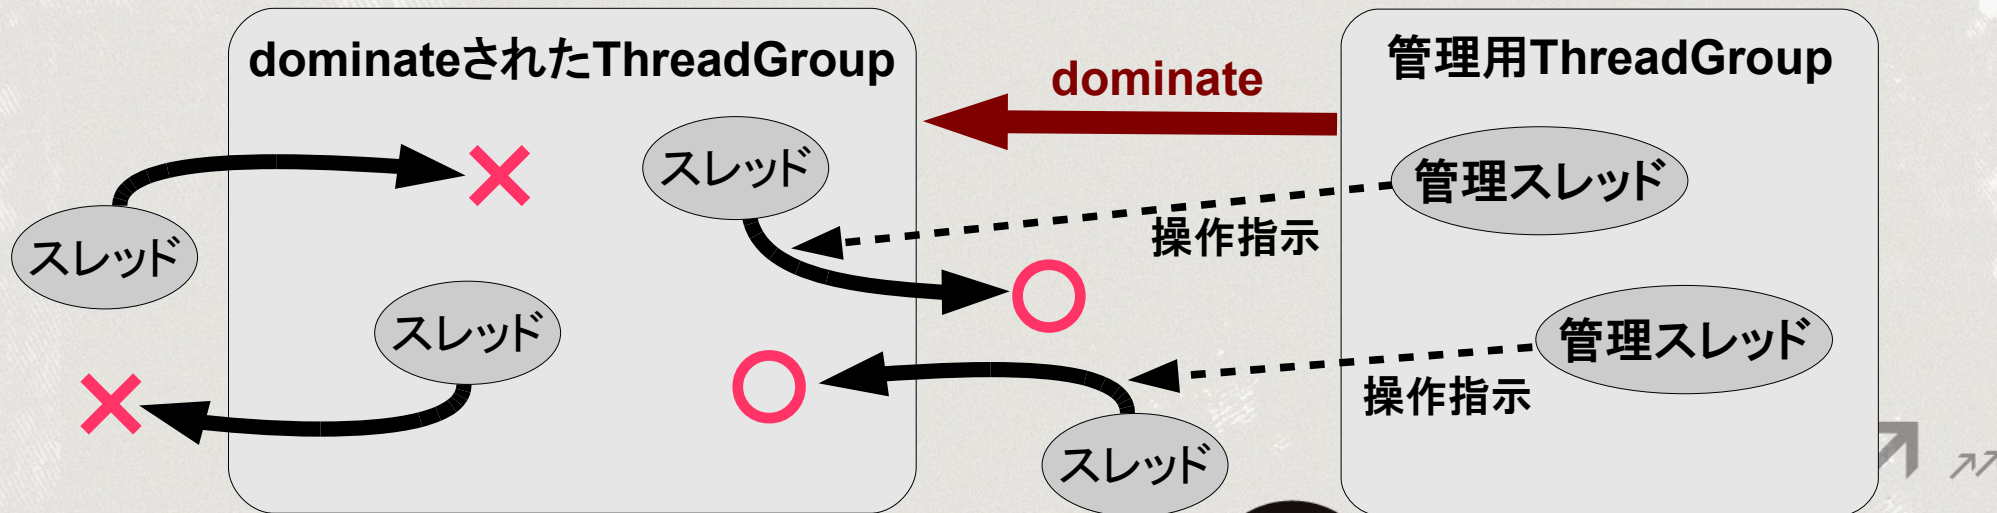 dominateされたThreadGroup
dominate
管理用ThreadGroup
スレッド
管理スレッド
スレッド
操作指示
スレッド
管理スレッド
操作指示
スレッド